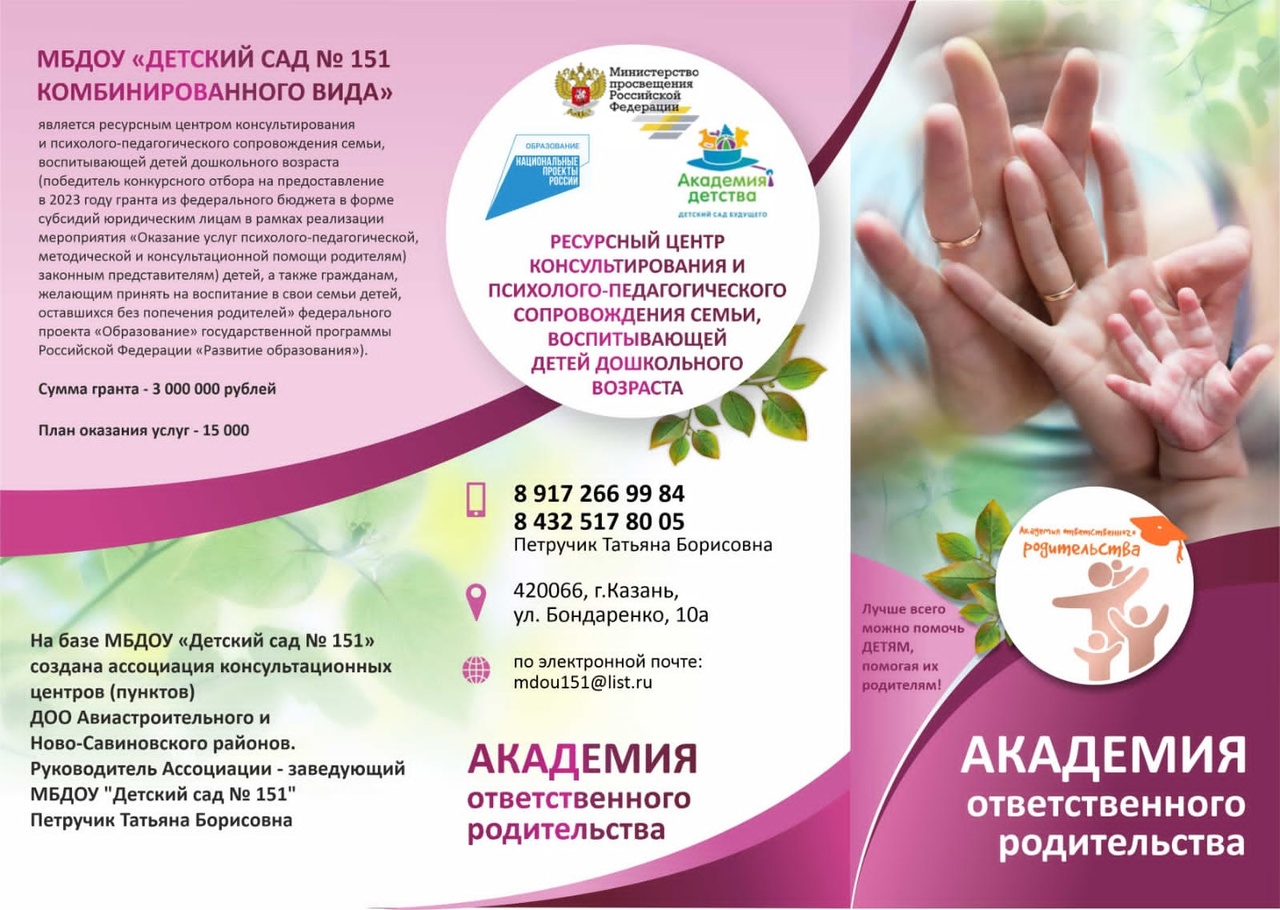 МБДОУ «ДЕТСКИЙ САД № 151
КОМБИНИРОВАННОГО ВИДА»
является ресурсным центром консультирования
и психолого-педагогического сопровождения семьи,
воспитывающей детей дошкольного возраста
(победитель конкурсного отбора на предоставление
в 2023 году гранта из федерального бюджета в форме
субсидий юридическим лицам в рамках реализации
мероприятия «Оказание услуг психолого-педагогической,
методической и консультационной помощи родителям)
законным представителям) детей, а также гражданам,
желающим принять на воспитание в свои семьи детей,
оставшихся без попечения родителей» федерального
проекта «Образование» государственной программы
Российской Федерации «Развитие образования»).
Сумма гранта - 3 000 000 рублей
План оказания услуг - 15 000
На базе МБДОУ «Детский сад № 151»
создана ассоциация консультационных
центров (пунктов)
ДОО Авиастроительного и
Ново-Савиновского районов.
Руководитель Ассоциации - заведующий
МБДОУ "Детский сад № 151"
Петручик Татьяна Борисовна
Министерство
просвещения
Российской
Федерации
ОБРАЗОВАНИЕ
НАЦИОНАЛЬНЫЕ
ПРОЕКТЫ
РОССИИ
Академия
детства
ДЕТСКИЙ САД БУДУЩЕГО
РЕСУРСНЫЙ ЦЕНТР
КОНСУЛЬТИРОВАНИЯ И
ПСИХОЛОГО-ПЕДАГОГИЧЕСКОГО
СОПРОВОЖДЕНИЯ СЕМЬИ,
ВОСПИТЫВАЮЩЕЙ
ДЕТЕЙ ДОШКОЛЬНОГО
ВОЗРАСТА
8 917 266 99 84
8 432 517 80 05
Петручик Татьяна Борисовна
420066, г.Казань,
ул. Бондаренко, 10а
по электронной почте:
mdou151@list.ru
АКАДЕМИЯ
ответственного
родительства
Академия ответственного
родительства
Лучше всего
можно помочь
ДЕТЯМ,
помогая их
родителям!
АКАДЕМИЯ
ответственного
родительства